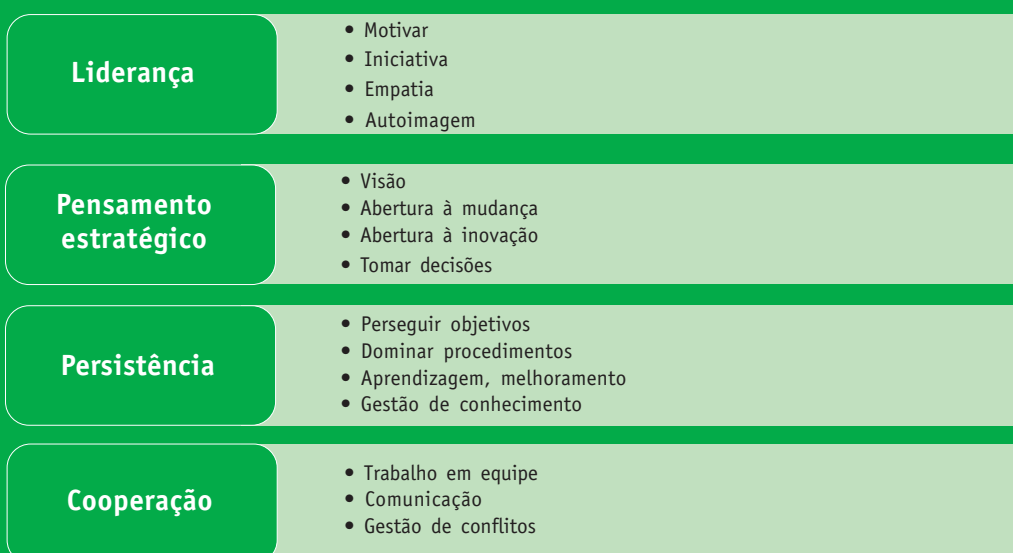 Liderança
• Motivar
• Iniciativa
• Empatia
• Autoimagem
Pensamento
estratégico
• Visão
• Abertura à mudança
• Abertura à inovação
• Tomar decisões
Persistência
• Perseguir objetivos
• Dominar procedimentos
• Aprendizagem, melhoramento
• Gestão de conhecimento
Cooperação
• Trabalho em equipe
• Comunicação
• Gestão de conflitos